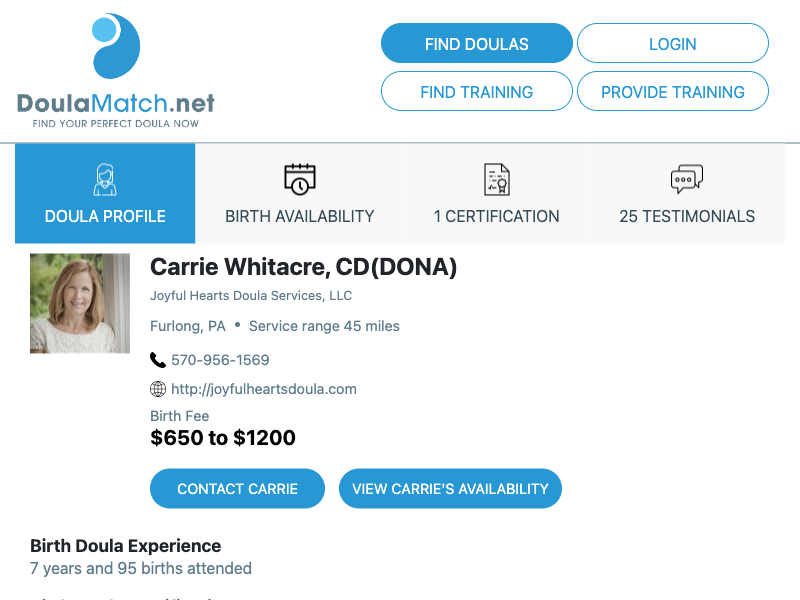 DoulaMatch.net
FIND YOUR PERFECT DOULA NOW
FIND DOULAS
LOGIN
FIND TRAINING
PROVIDE TRAINING
DOULA PROFILE
BIRTH AVAILABILITY
1 CERTIFICATION
25 TESTIMONIALS
Carrie Whitacre, CD(DONA)
Joyful Hearts Doula Services, LLC
Furlong, PA • Service range 45 miles
570-956-1569
http://joyfulheartsdoula.com
Birth Fee
$650 to $1200
CONTACT CARRIE
VIEW CARRIE'S AVAILABILITY
Birth Doula Experience
7 years and 95 births attended